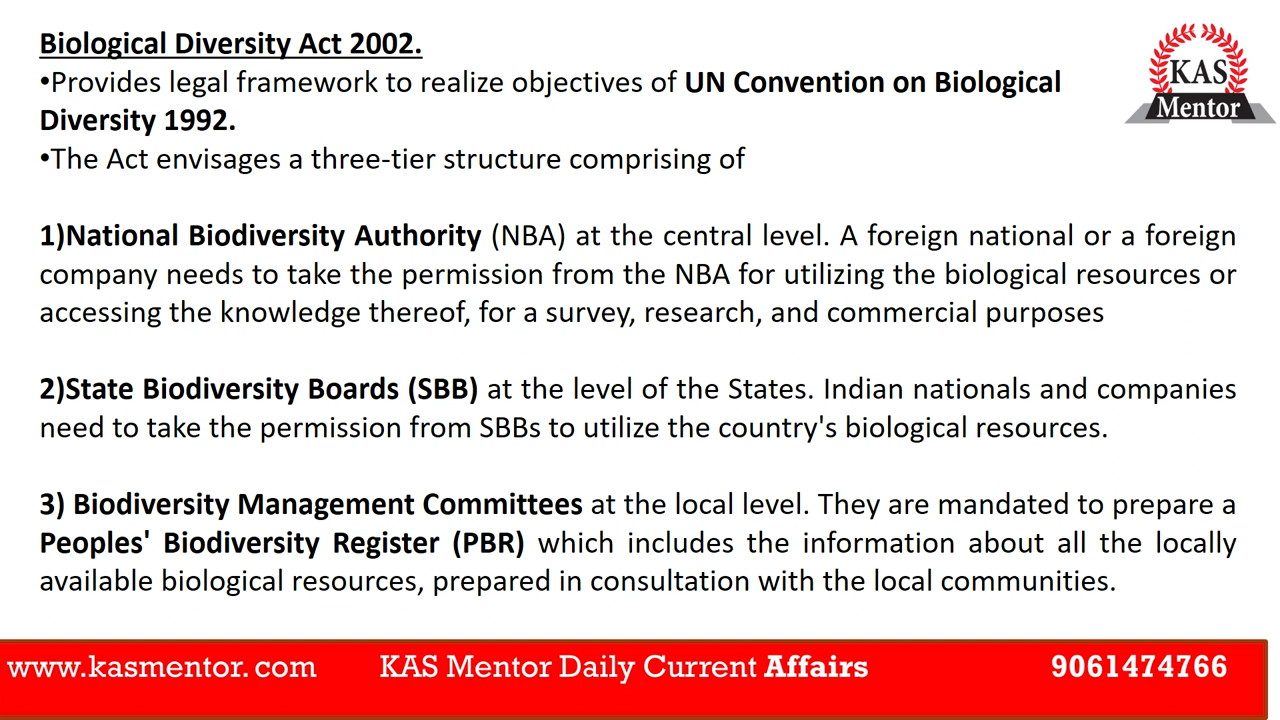 Biological Diversity Act 2002.
•Provides legal framework to realize objectives of UN Convention on Biological
Diversity 1992.
•The Act envisages a three-tier structure comprising of
1)National Biodiversity Authority (NBA) at the central level. A foreign national or a foreign
company needs to take the permission from the NBA for utilizing the biological resources or
accessing the knowledge thereof, for a survey, research, and commercial purposes
2)State Biodiversity Boards (SBB) at the level of the States. Indian nationals and companies
need to take the permission from SBBs to utilize the country's biological resources.
3) Biodiversity Management Committees at the local level. They are mandated to prepare a
Peoples' Biodiversity Register (PBR) which includes the information about all the locally
available biological resources, prepared in consultation with the local communities.
KAS
Mentor
www.kasmentor.com KAS Mentor Daily Current Affairs 9061474766